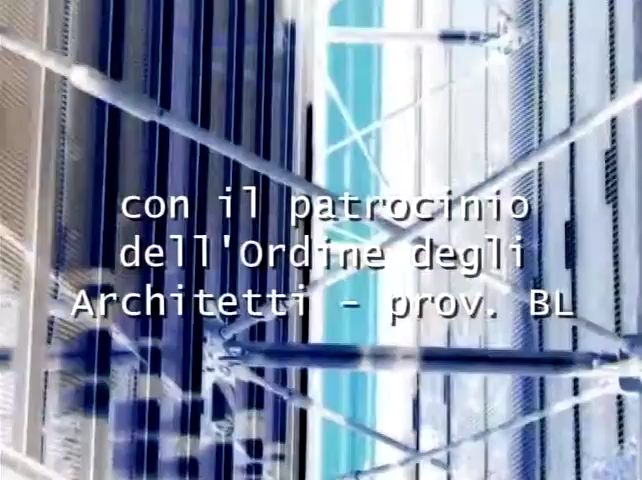 con il patrocinio
dell'Ordine degli
Architetti - prov. BL